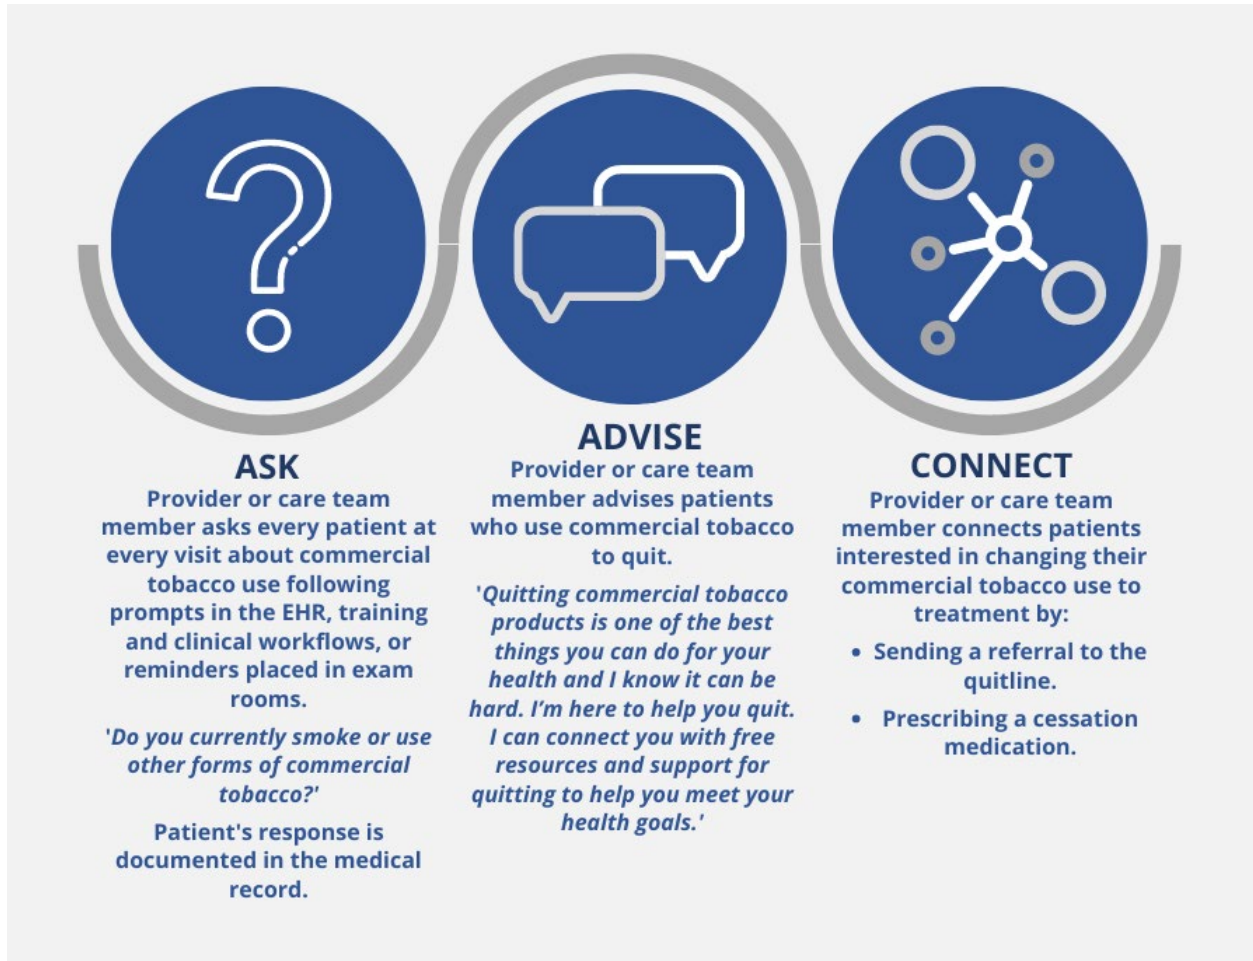 ASK
Provider or care team
member asks every patient at
every visit about commercial
tobacco use following
prompts in the EHR, training
and clinical workflows, or
reminders placed in exam
rooms.
'Do you currently smoke or use
other forms of commercial
tobacco?'
Patient's response is
documented in the medical
record.
ADVISE
Provider or care team
member advises patients
who use commercial tobacco
to quit.
'Quitting commercial tobacco
products is one of the best
things you can do for your
health and I know it can be
hard. I'm here to help you quit.
I can connect you with free
resources and support for
quitting to help you meet your
health goals.'
CONNECT
Provider or care team
member connects patients
interested in changing their
commercial tobacco use to
treatment by:
• Sending a referral to the
quitline.
• Prescribing a cessation
medication.